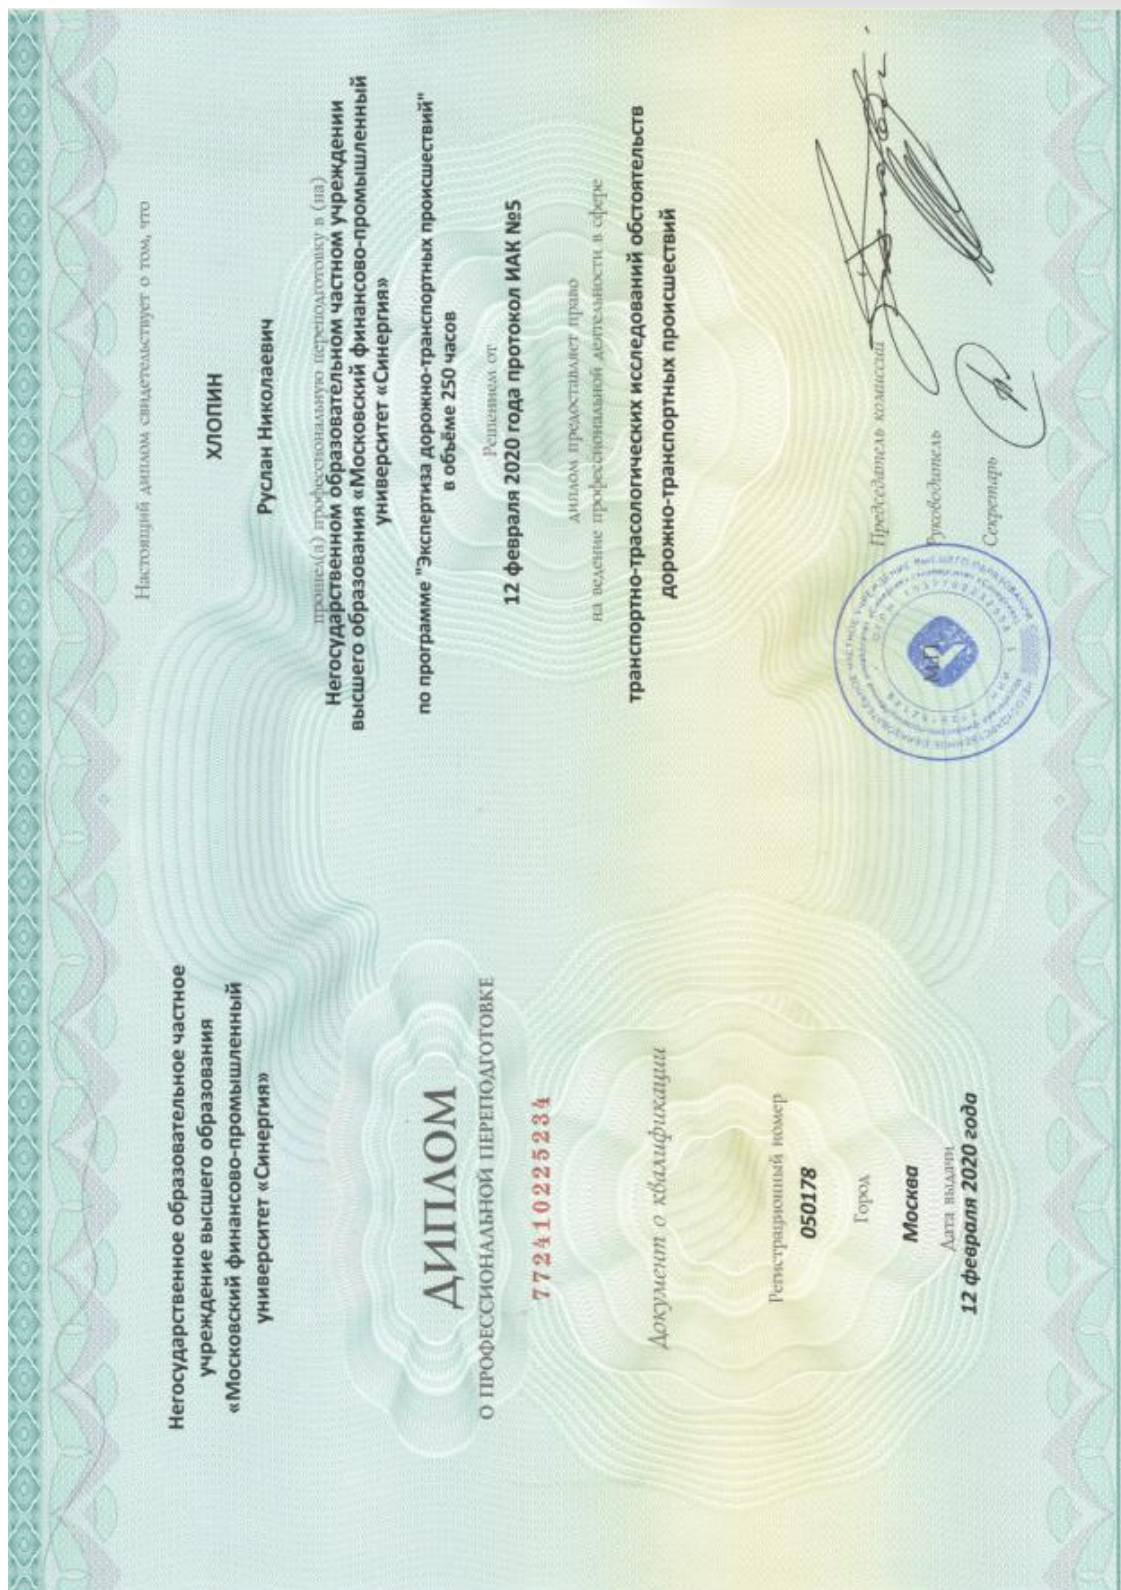 Негосударственное образовательное частное
учреждение высшего образования
«Московский финансово-промышленный
университет «Синергия»
ДИПЛОМ
О ПРОФЕССИОНАЛЬНОЙ ПЕРЕПОДГОТОВКЕ
772410225234
Документ о квалификации
Регистрационный номер
050178
Город
Москва
Дата выдачи
12 февраля 2020 года
Настоящий диплом свидетельствует о том, что
ХЛОПИН
Руслан Николаевич
прошел(а) профессиональную переподготовку в (на)
Негосударственном образовательном частном учреждении
высшего образования «Московский финансово-промышленный
университет «Синергия»
по программе "Экспертиза дорожно-транспортных происшествий"
в объёме 250 часов
Решением от
12 февраля 2020 года протокол ИАК №5
диплом предоставляет право
на ведение профессиональной деятельности в сфере
транспортно-трасологических исследований обстоятельств
дорожно-транспортных происшествий
Председатель комиссии
Руководитель
Секретарь
М.П.